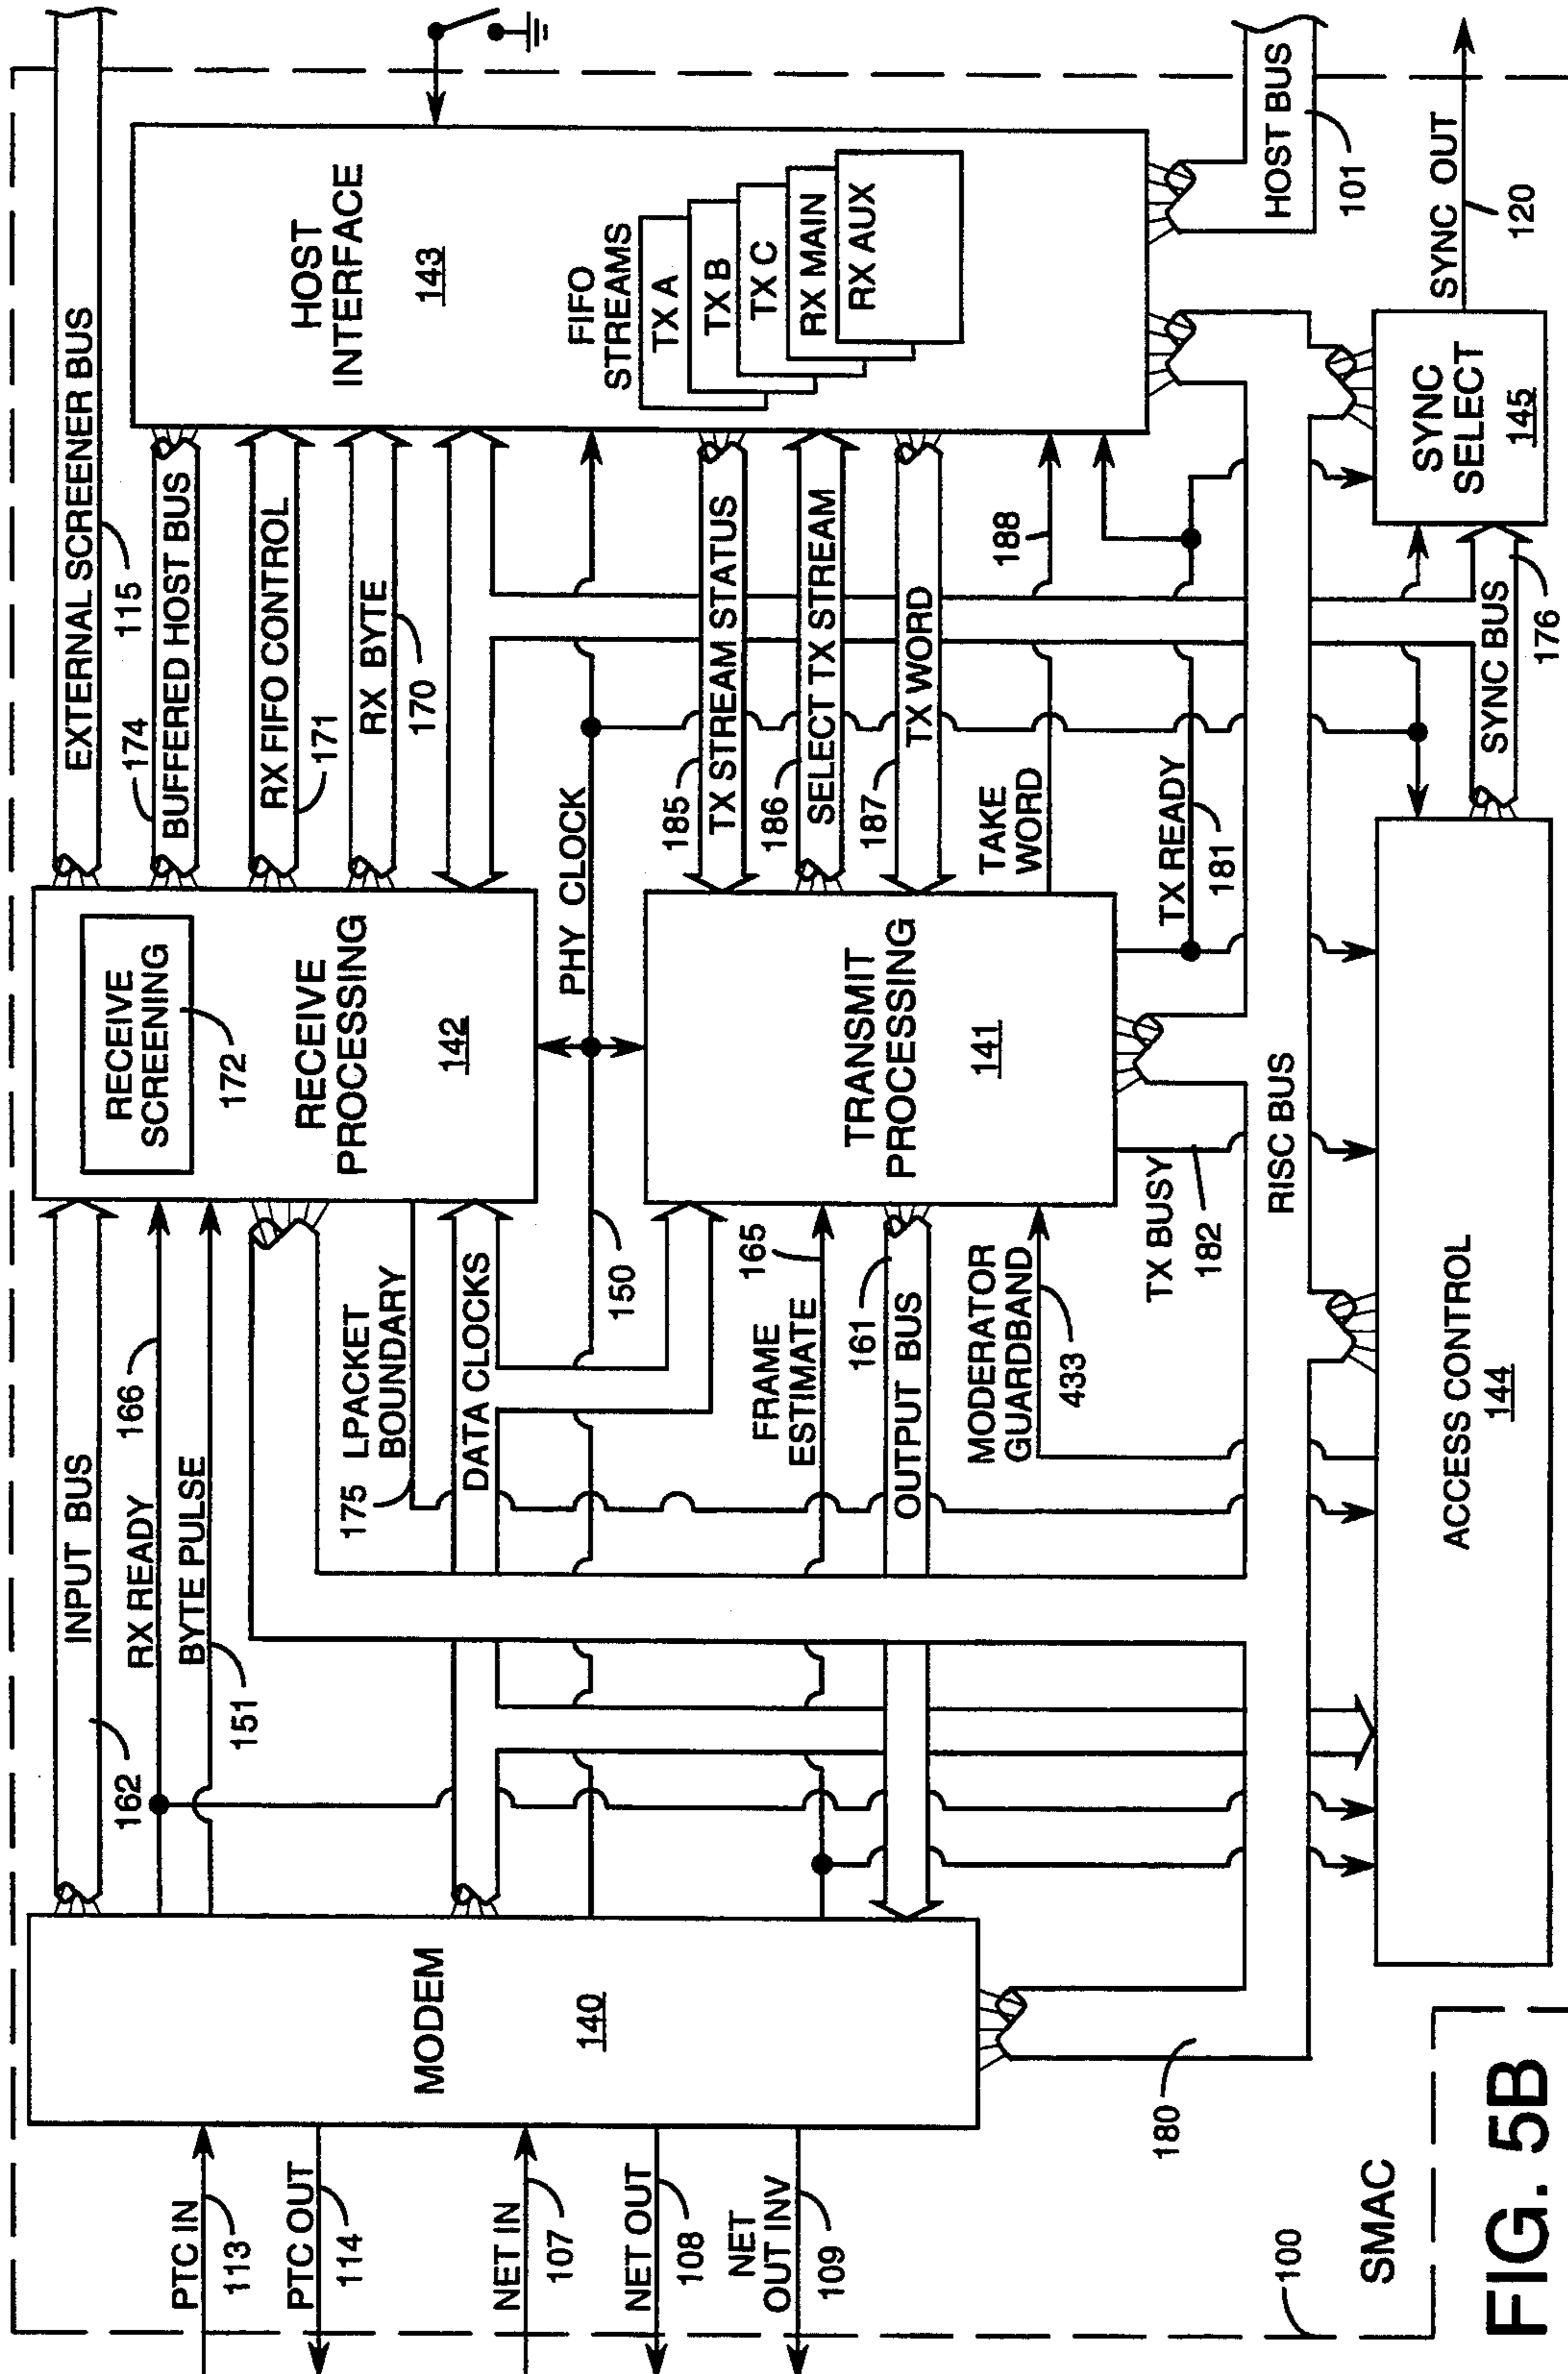 EXTERNAL SCREENER BUS
115
INPUT BUS
162
174
BUFFERED HOST BUS
RX READY
166
BYTE PULSE
151
RX FIFO CONTROL
171
RX BYTE
170
RECEIVE
SCREENING
172
RECEIVE
PROCESSING
142
HOST
INTERFACE
143
FIFO
STREAMS
TX A
TX B
TX C
RX MAIN
RX AUX
MODEM
140
PTC IN
113
PTC OUT
114
NET IN
107
NET OUT
108
NET
OUT INV
109
175
LPACKET
BOUNDARY
DATA CLOCKS
150
PHY CLOCK
FRAME
ESTIMATE
165
161
OUTPUT BUS
MODERATOR
GUARDBAND
433
TRANSMIT
PROCESSING
141
185
TX STREAM STATUS
186
SELECT TX STREAM
187
TX WORD
TAKE
WORD
188
TX READY
181
TX BUSY
182
RISC BUS
180
HOST BUS
101
SYNC OUT
120
SYNC
SELECT
145
SYNC BUS
176
ACCESS CONTROL
144
100
SMAC
FIG. 5B